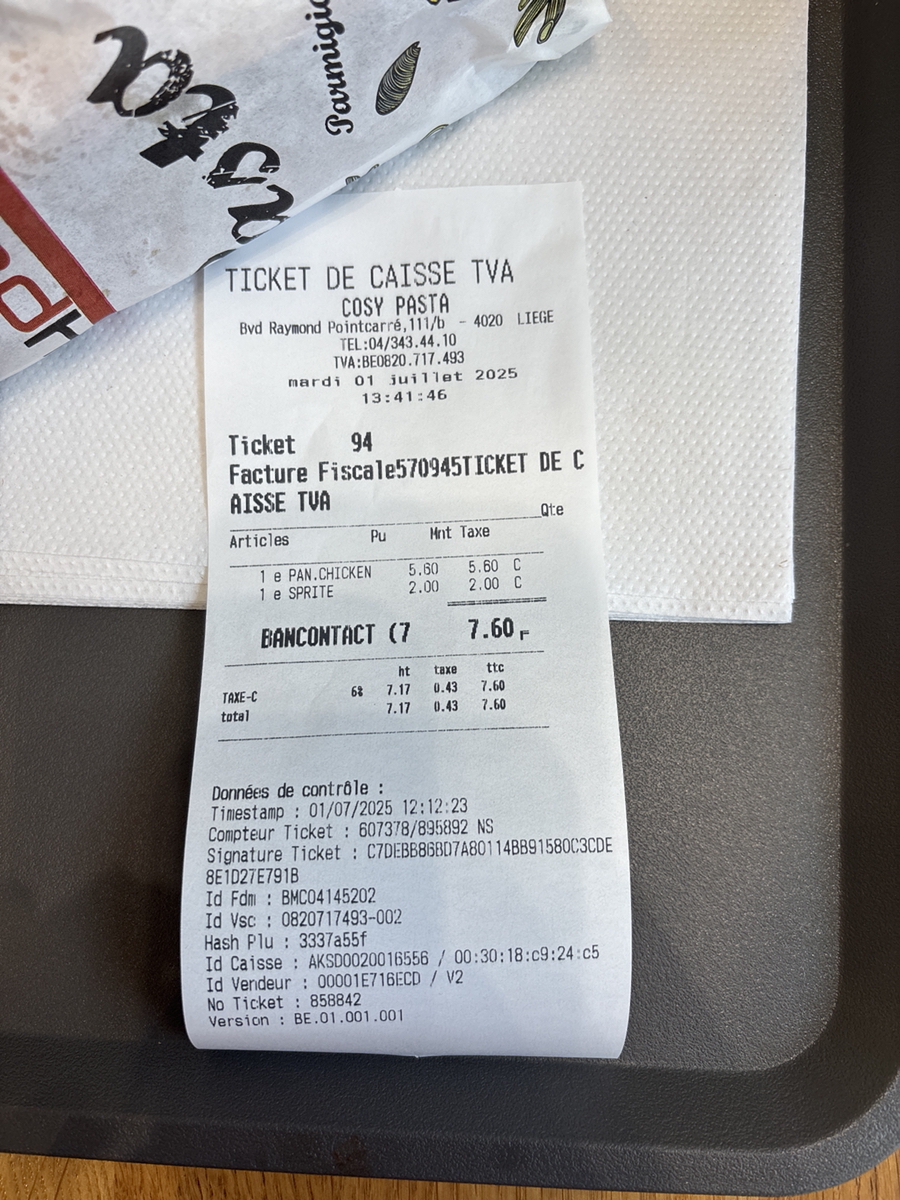 Parmigia
sta
TICKET DE CAISSE TVA
COSY PASTA
Bvd Raymond Pointcarré,111/b - 4020 LIEGE
TEL:04/343.44.10
TVA:BE0820.717.493
mardi 01 juillet 2025
13:41:46
Ticket 94
Facture Fiscale570945TICKET DE C
AISSE TVA
Qte
Articles Pu Mnt Taxe
1 e PAN.CHICKEN 5.60 5.60 C
1 e SPRITE 2.00 2.00 C
BANCONTACT (7 7.60
ht taxe ttc
TAXE-C 6% 7.17 0.43 7.60
total 7.17 0.43 7.60
Données de contrôle :
Timestamp : 01/07/2025 12:12:23
Compteur Ticket : 607378/895892 NS
Signature Ticket : C7DEBB86BD7A80114BB91580C3CDE
8E1D27E791B
Id Fdm : BMC04145202
Id Vsc : 0820717493-002
Hash Plu : 3337a55f
Id Caisse : AKSD0020016556 / 00:30:18:c9:24:c5
Id Vendeur : 00001E716ECD / V2
No Ticket : 858842
Version : BE.01.001.001